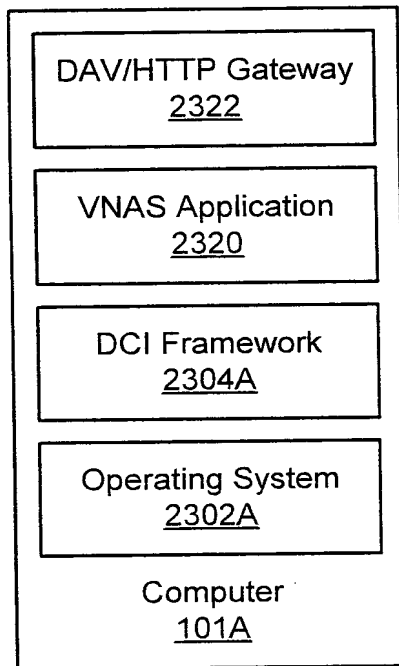 DAV/HTTP Gateway
2322
VNAS Application
2320
DCI Framework
2304A
Operating System
2302A
Computer
101A